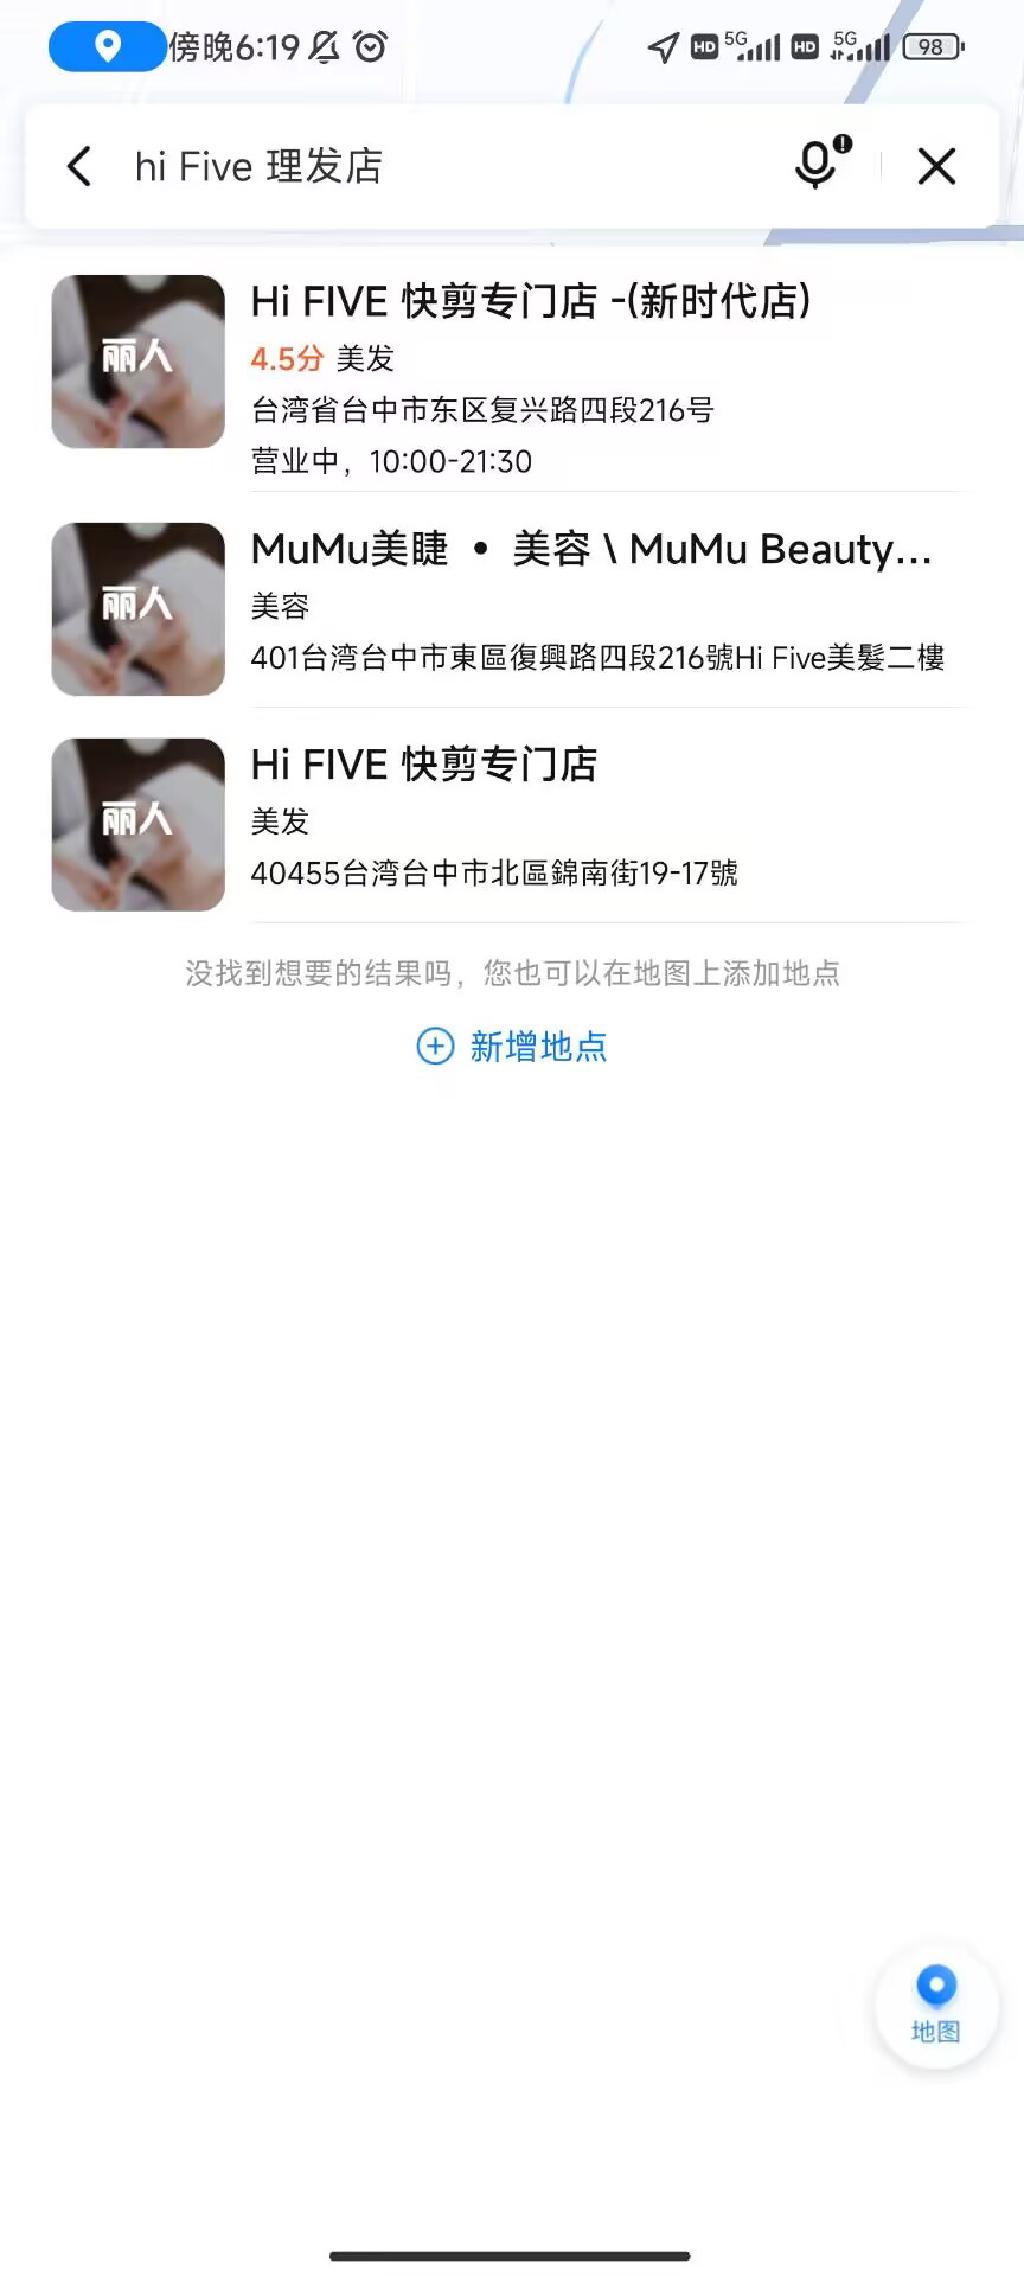 傍晚6:19
HD 5G HD 5G 98
hi Five 理发店
丽人
Hi FIVE 快剪专门店 -(新时代店)
4.5分 美发
台湾省台中市东区复兴路四段216号
营业中，10:00-21:30
丽人
MuMu美睫 • 美容 \ MuMu Beauty...
美容
401台湾台中市東區復興路四段216號Hi Five美髮二樓
丽人
Hi FIVE 快剪专门店
美发
40455台湾台中市北區錦南街19-17號
没找到想要的结果吗，您也可以在地图上添加地点
新增地点
地图